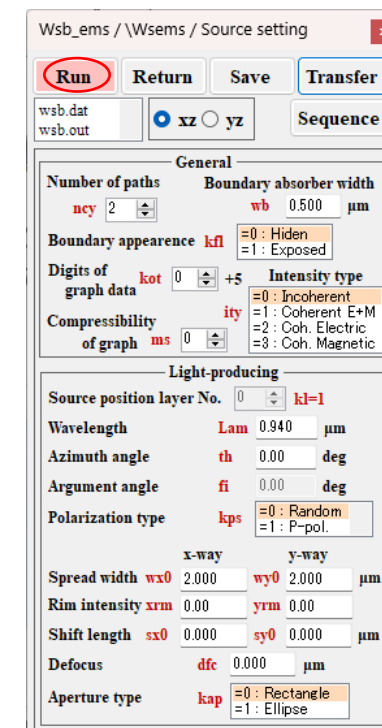 Wsb_ems / \Wsems / Source setting
Run Return Save Transfer
wsb.dat
wsb.out
xz yz Sequence
General
Number of paths Boundary absorber width
ncy 2 wb 0.500 μm
Boundary appearence kfl =0 : Hiden
=1 : Exposed
Digits of
graph data kot 0 +5 Intensity type
ity =0 : Incoherent
=1 : Coherent E+M
=2 : Coh. Electric
=3 : Coh. Magnetic
Compressibility
of graph ms 0
Light-producing
Source position layer No. 0 kl=1
Wavelength Lam 0.940 μm
Azimuth angle th 0.00 deg
Argument angle fi 0.00 deg
Polarization type kps =0 : Random
=1 : P-pol.
x-way y-way
Spread width wx0 2.000 wy0 2.000 μm
Rim intensity xrm 0.00 yrm 0.00
Shift length sx0 0.000 sy0 0.000 μm
Defocus dfc 0.000 μm
Aperture type kap =0 : Rectangle
=1 : Ellipse